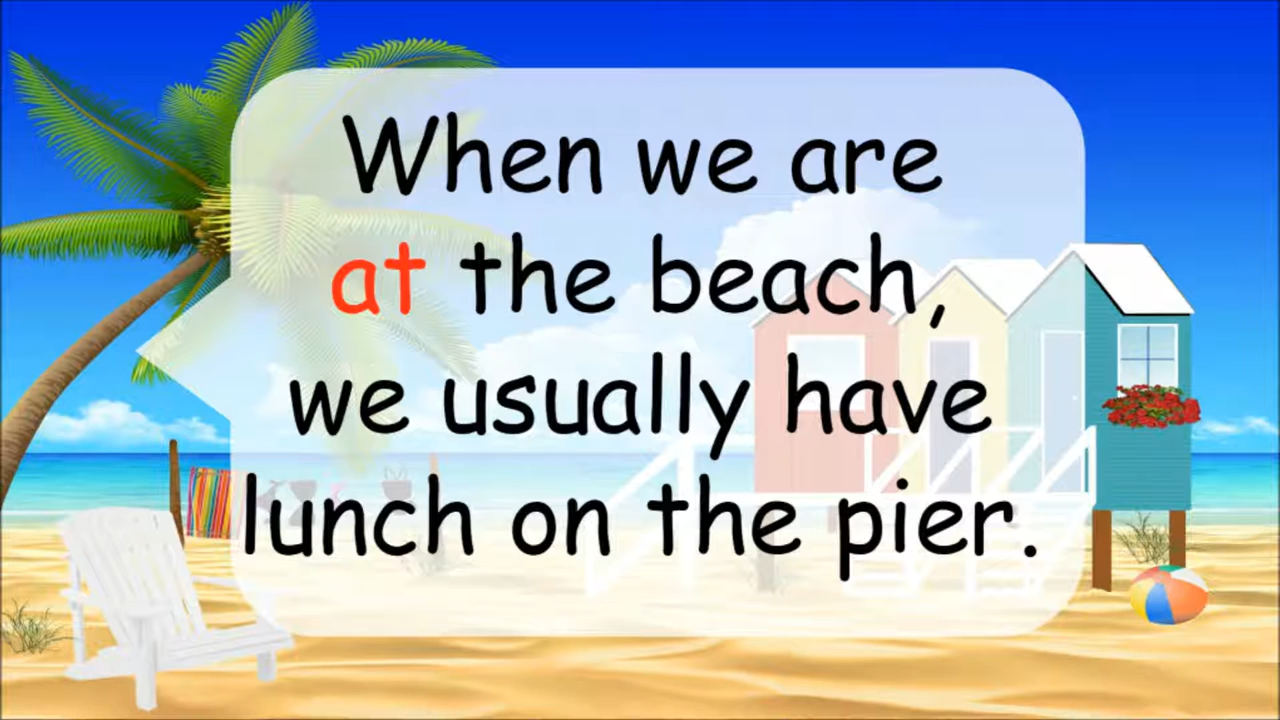 When we are
at the beach,
we usually have
lunch on the pier.